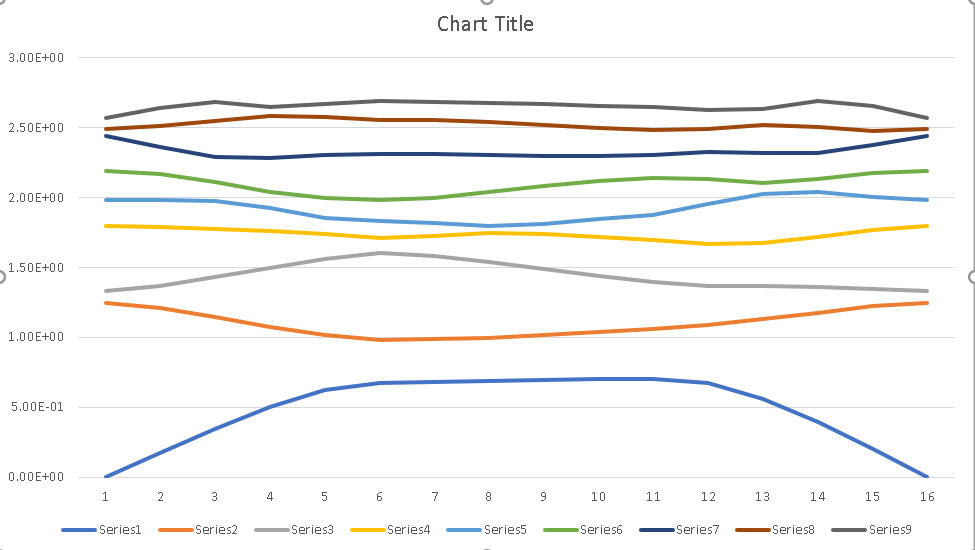 Chart Title
3.00E+00
2.50E+00
2.00E+00
1.50E+00
1.00E+00
5.00E-01
0.00E+00
1 2 3 4 5 6 7 8 9 10 11 12 13 14 15 16
Series1 Series2 Series3 Series4 Series5 Series6 Series7 Series8 Series9